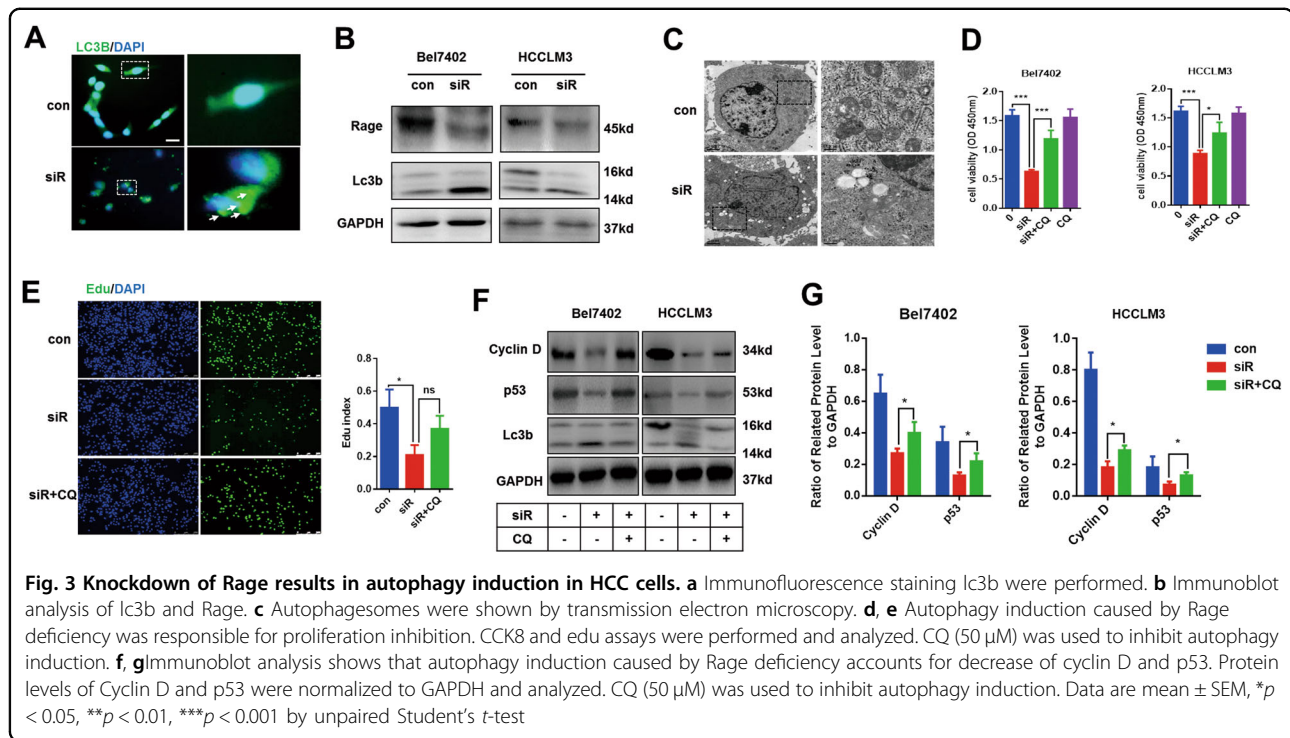 A
LC3B/DAPI
con
siR
B
Bel7402 HCCLM3
con siR con siR
Rage 45kd
Lc3b 16kd
14kd
GAPDH 37kd
C
con
siR
D
Bel7402
cell viability (OD 450nm)
2.0
1.5
1.0
0.5
0.0
*** ***
0 siR siR+CQ CQ
HCCLM3
cell viability (OD 450nm)
2.0
1.5
1.0
0.5
0.0
*** *
0 siR siR+CQ CQ
E
Edu/DAPI
con
siR
siR+CQ
Edu index
0.8
0.6
0.4
0.2
0.0
* ns
con siR siR+CQ
F
Bel7402 HCCLM3
Cyclin D 34kd
p53 53kd
Lc3b 16kd
14kd
GAPDH 37kd
siR - + + - + +
CQ - - + - - +
G
Bel7402
Ratio of Related Protein Level
to GAPDH
1.0
0.8
0.6
0.4
0.2
0.0
* *
Cyclin D p53
HCCLM3
Ratio of Related Protein Level
to GAPDH
1.0
0.8
0.6
0.4
0.2
0.0
* *
Cyclin D p53
con
siR
siR+CQ
Fig. 3 Knockdown of Rage results in autophagy induction in HCC cells. a Immunofluorescence staining lc3b were performed. b Immunoblot
analysis of lc3b and Rage. c Autophagesomes were shown by transmission electron microscopy. d, e Autophagy induction caused by Rage
deficiency was responsible for proliferation inhibition. CCK8 and edu assays were performed and analyzed. CQ (50 μM) was used to inhibit autophagy
induction. f, gImmunoblot analysis shows that autophagy induction caused by Rage deficiency accounts for decrease of cyclin D and p53. Protein
levels of Cyclin D and p53 were normalized to GAPDH and analyzed. CQ (50 μM) was used to inhibit autophagy induction. Data are mean ± SEM, *p
< 0.05, **p < 0.01, ***p < 0.001 by unpaired Student's t-test